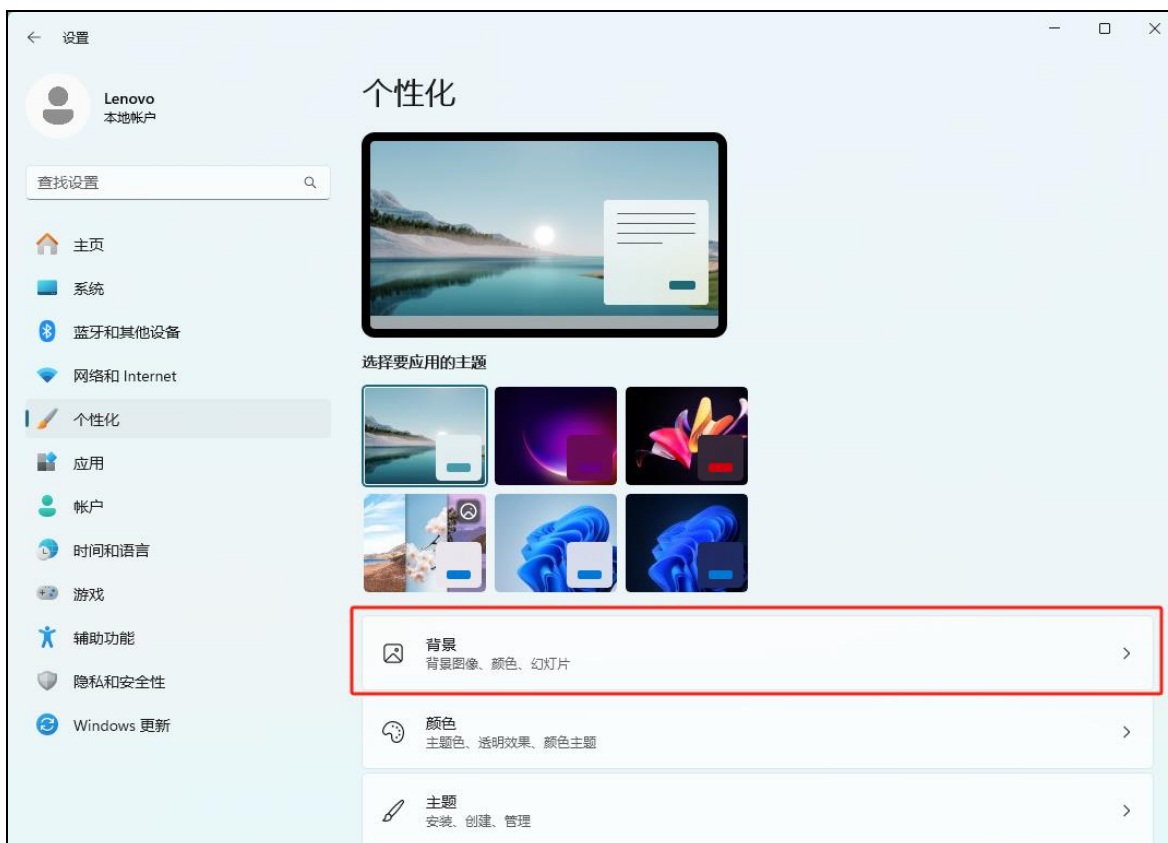 设置
Lenovo
本地帐户
查找设置
主页
系统
蓝牙和其他设备
网络和 Internet
个性化
应用
帐户
时间和语言
游戏
辅助功能
隐私和安全性
Windows 更新
个性化
选择要应用的主题
背景
背景图像、颜色、幻灯片
颜色
主题色、透明效果、颜色主题
主题
安装、创建、管理